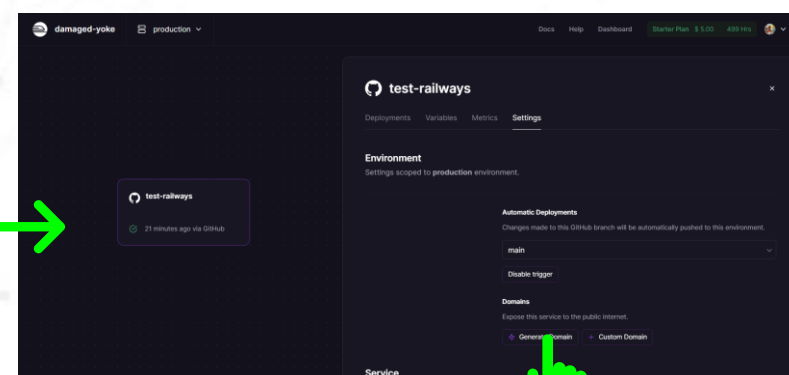 damaged-yoke production Docs Help Dashboard Starter Plan $ 5.00 499 Hrs
test-railways
Deployments Variables Metrics Settings
Environment
Settings scoped to production environment.
test-railways
21 minutes ago via GitHub
Automatic Deployments
Changes made to this GitHub branch will be automatically pushed to this environment.
main
Disable trigger
Domains
Expose this service to the public internet.
Generate Domain + Custom Domain
Service